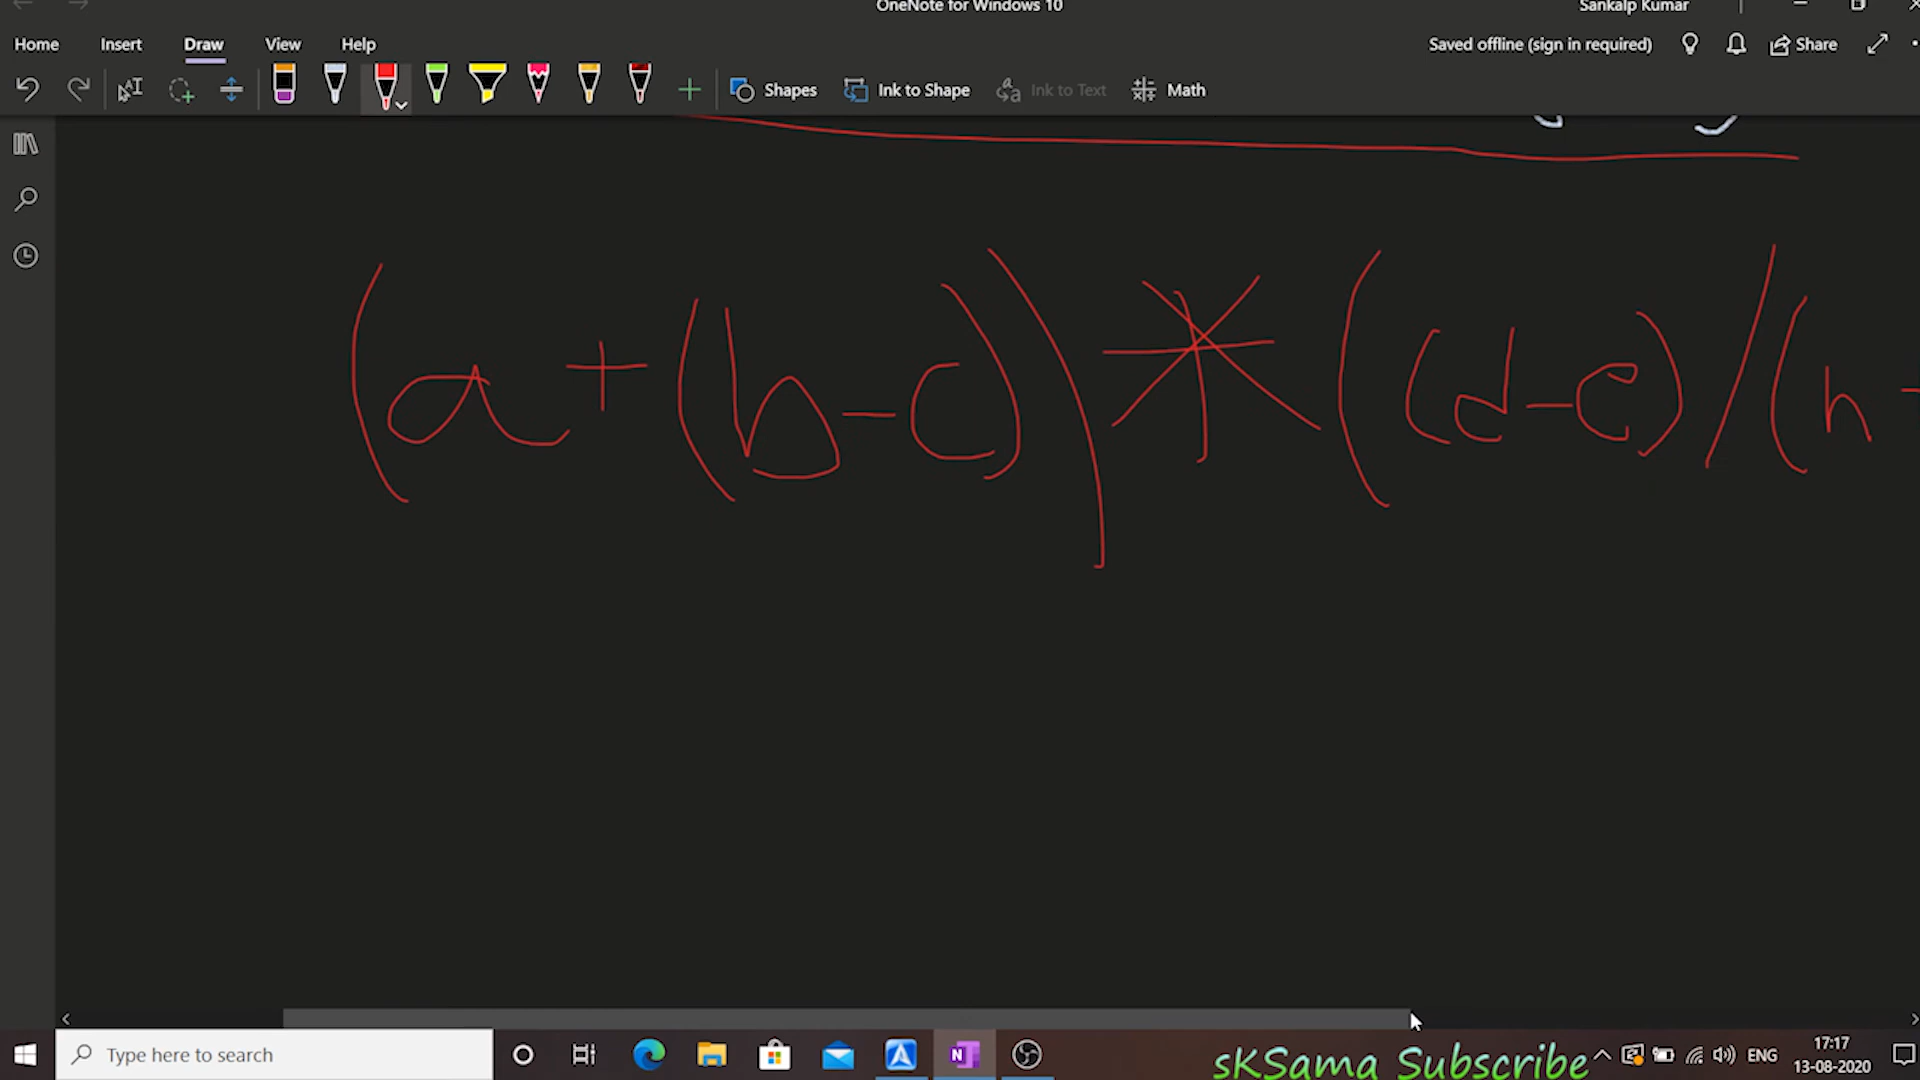 OneNote for Windows 10
Sankalp Kumar
Home Insert Draw View Help
Saved offline (sign in required) Share
Shapes Ink to Shape Ink to Text Math
(a+(b-c))*((d-e)/(h-
Type here to search
sKSama Subscribe
ENG
17:17
13-08-2020